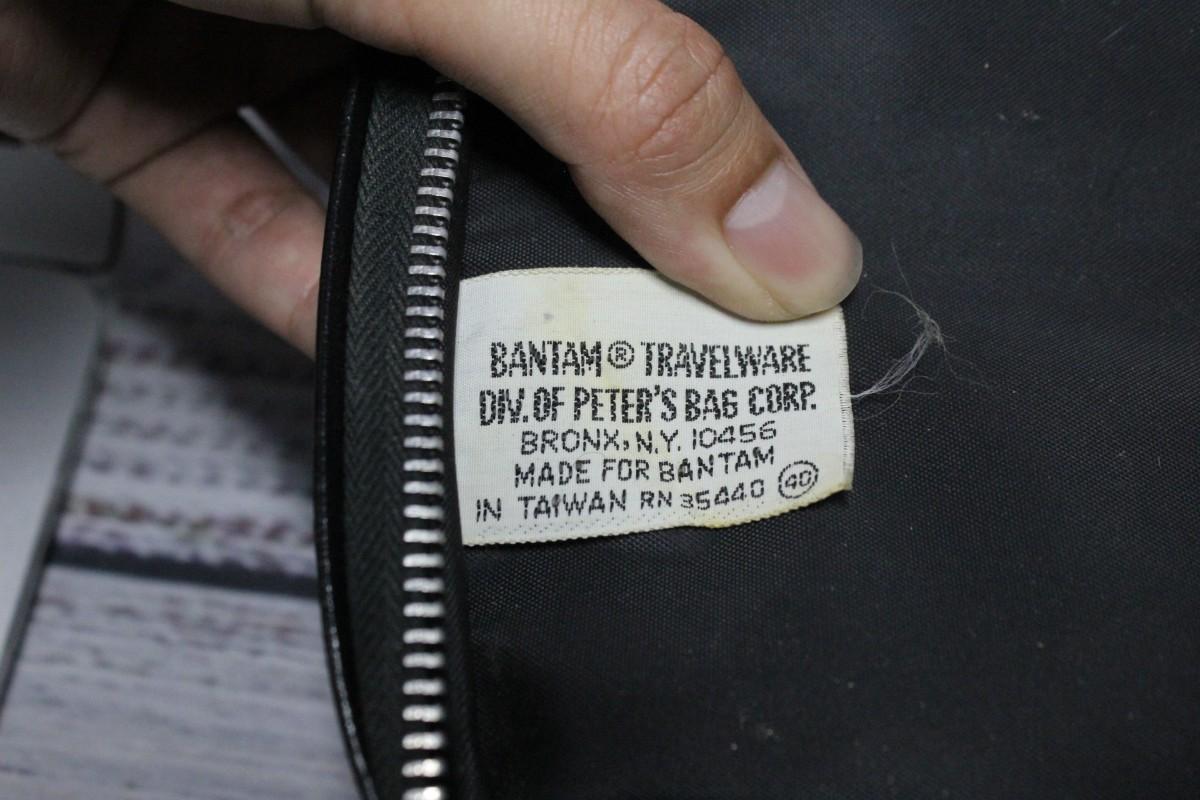 BANTAM® TRAVELWARE
DIV. OF PETER'S BAG CORP.
BRONX, N.Y. 10456
MADE FOR BANTAM
IN TAIWAN RN 35440 40